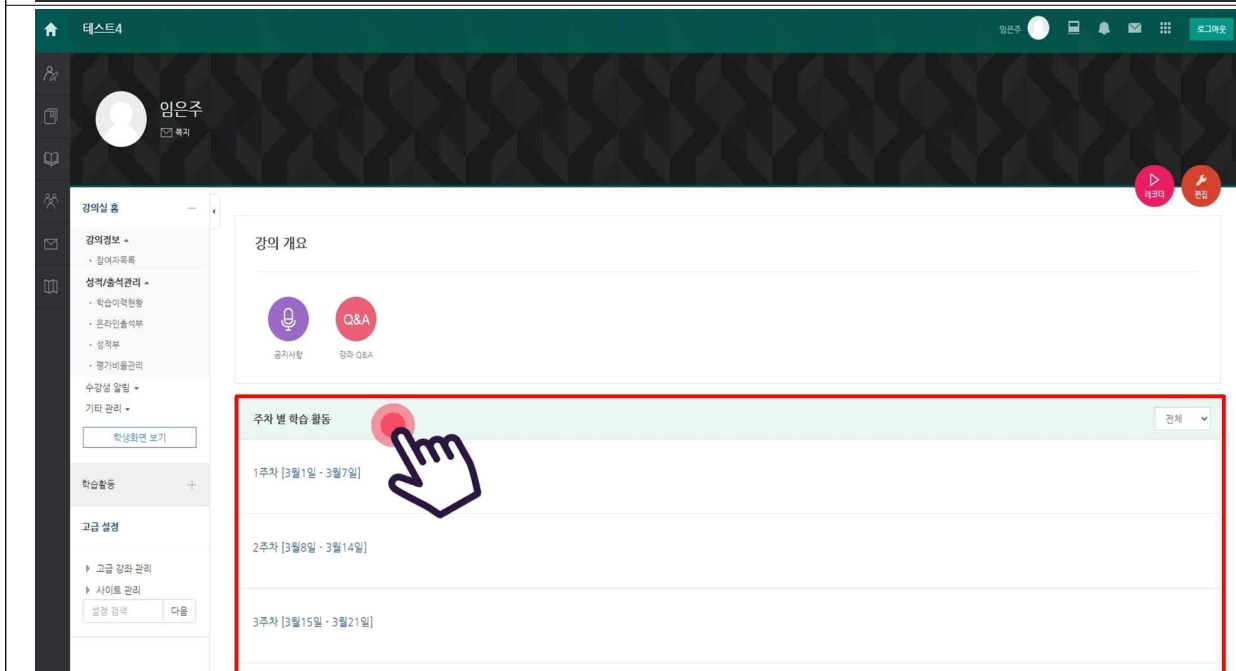 테스트4
임은주
로그아웃
임은주
쪽지
레코더
편집
강의실 홈
강의정보
참여자목록
성적/출석관리
학습이력현황
온라인출석부
성적부
평가비율관리
수강생 알림
기타 관리
학생화면 보기
학습활동
고급 설정
고급 강좌 관리
사이트 관리
설정 검색 다음
강의 개요
Q&A
공지사항 강좌 Q&A
주차 별 학습 활동 전체
1주차 [3월1일 - 3월7일]
2주차 [3월8일 - 3월14일]
3주차 [3월15일 - 3월21일]